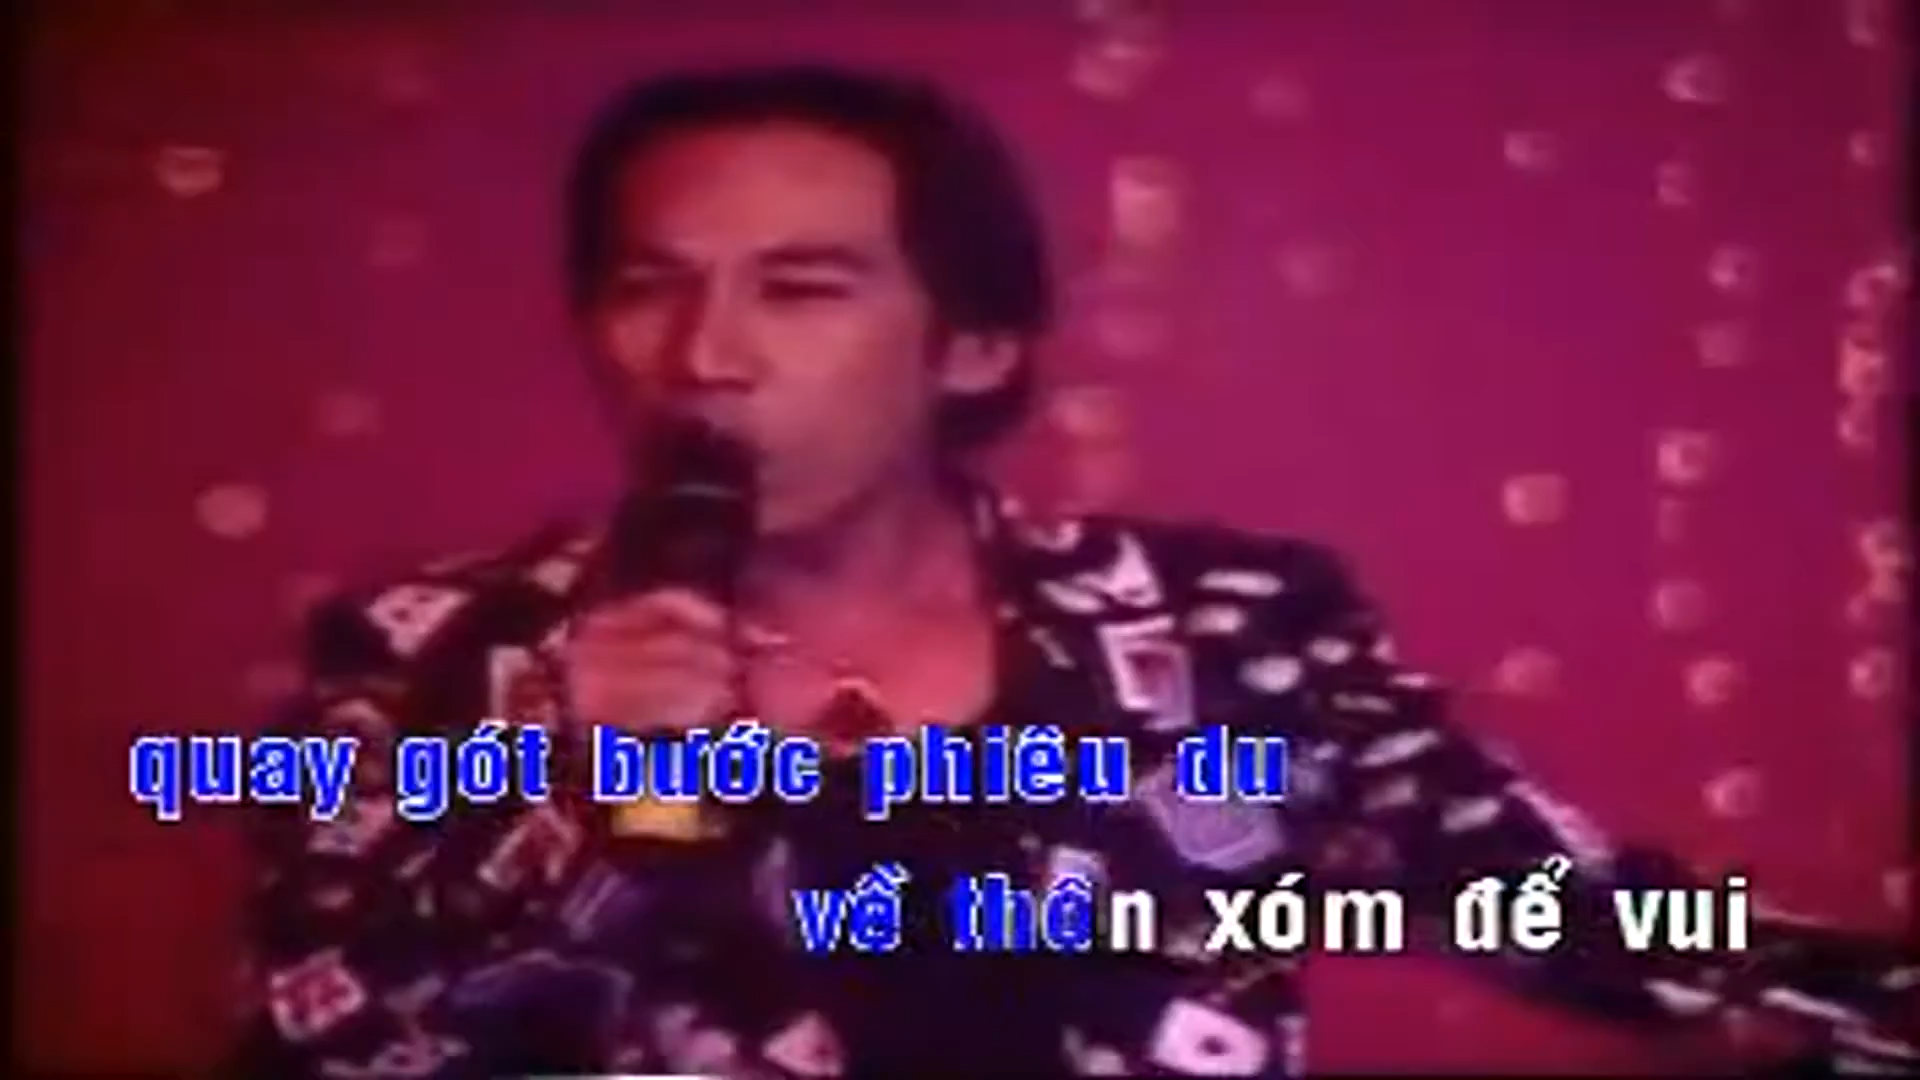 quay gót bước phiêu du
về thôn xóm để vui